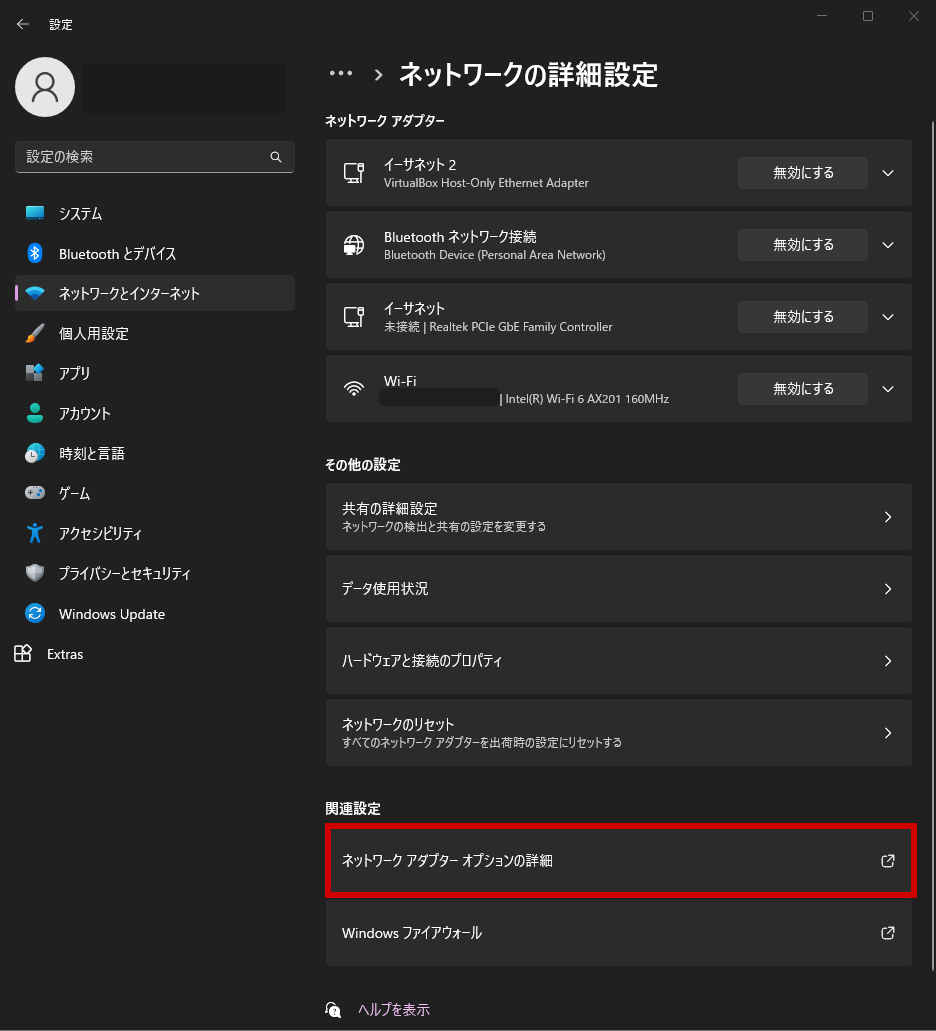 設定
設定の検索
システム
Bluetooth とデバイス
ネットワークとインターネット
個人用設定
アプリ
アカウント
時刻と言語
ゲーム
アクセシビリティ
プライバシーとセキュリティ
Windows Update
Extras
… › ネットワークの詳細設定
ネットワーク アダプター
イーサネット 2
VirtualBox Host-Only Ethernet Adapter
無効にする
Bluetooth ネットワーク接続
Bluetooth Device (Personal Area Network)
無効にする
イーサネット
未接続 | Realtek PCIe GbE Family Controller
無効にする
Wi-Fi
| Intel(R) Wi-Fi 6 AX201 160MHz
無効にする
その他の設定
共有の詳細設定
ネットワークの検出と共有の設定を変更する
データ使用状況
ハードウェアと接続のプロパティ
ネットワークのリセット
すべてのネットワーク アダプターを出荷時の設定にリセットする
関連設定
ネットワーク アダプター オプションの詳細
Windows ファイアウォール
ヘルプを表示